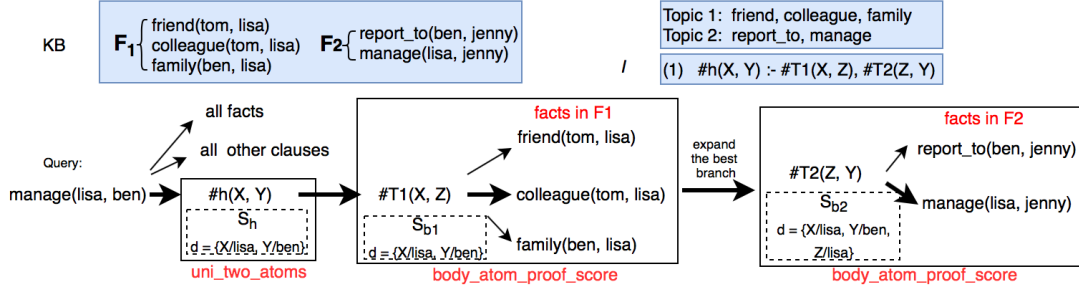 KB
F1
friend(tom, lisa)
colleague(tom, lisa)
family(ben, lisa)
F2
report_to(ben, jenny)
manage(lisa, jenny)
I
Topic 1: friend, colleague, family
Topic 2: report_to, manage
(1) #h(X, Y) :- #T1(X, Z), #T2(Z, Y)
Query:
manage(lisa, ben)
all facts
all other clauses
#h(X, Y)
Sh
d = {X/lisa, Y/ben}
uni_two_atoms
facts in F1
friend(tom, lisa)
#T1(X, Z)
colleague(tom, lisa)
Sb1
d = {X/lisa, Y/ben}
family(ben, lisa)
body_atom_proof_score
expand
the best
branch
facts in F2
report_to(ben, jenny)
#T2(Z, Y)
manage(lisa, jenny)
Sb2
d = {X/lisa, Y/ben,
Z/lisa}
body_atom_proof_score